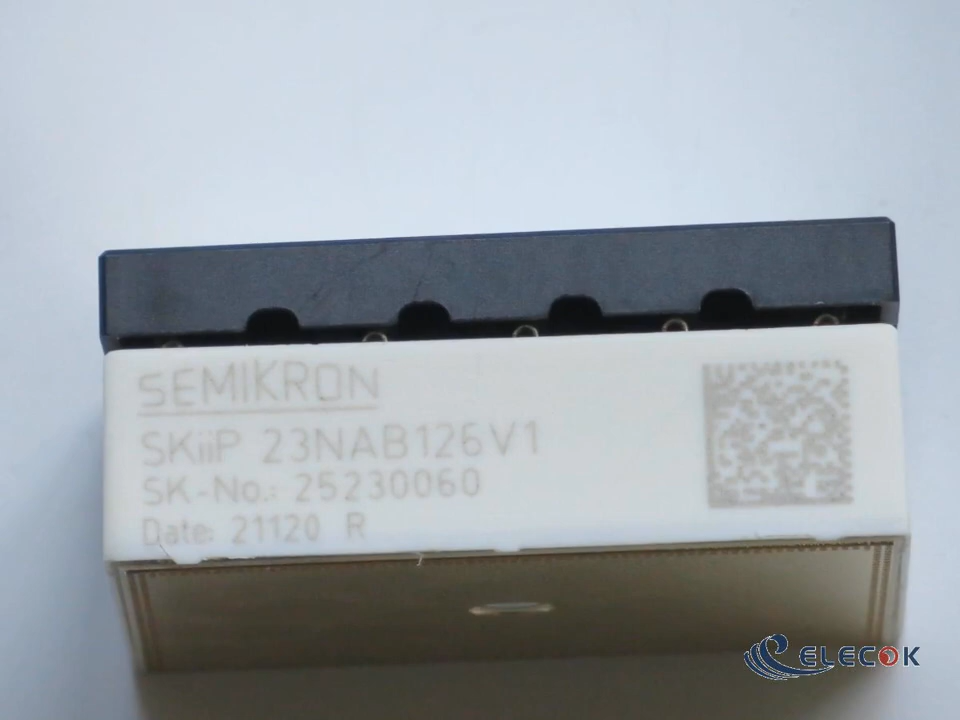 SEMIKRON
SKiiP 23NAB126V1
SK.-No.: 25230060
Date: 21120 R
ELECOK